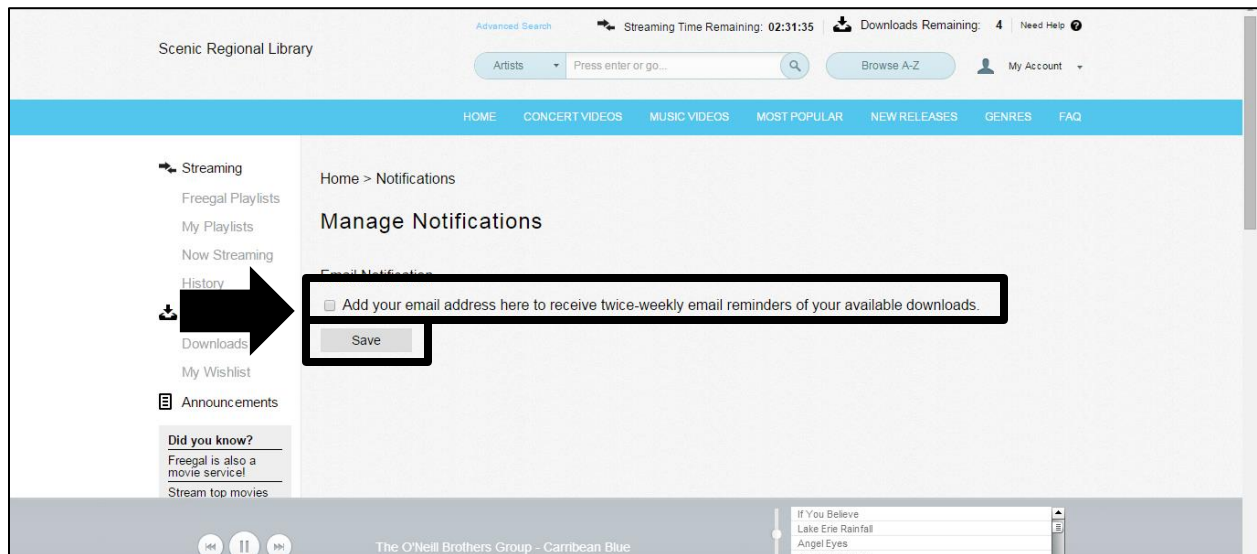 Advanced Search Streaming Time Remaining: 02:31:35 Downloads Remaining: 4 Need Help
Scenic Regional Library
Artists Press enter or go... Browse A-Z My Account
HOME CONCERT VIDEOS MUSIC VIDEOS MOST POPULAR NEW RELEASES GENRES FAQ
Streaming
Freegal Playlists
My Playlists
Now Streaming
History
Downloads
My Wishlist
Announcements
Did you know?
Freegal is also a
movie service!
Stream top movies
Home > Notifications
Manage Notifications
Email Notification
Add your email address here to receive twice-weekly email reminders of your available downloads.
Save
The O'Neill Brothers Group - Carribean Blue
If You Believe
Lake Erie Rainfall
Angel Eyes